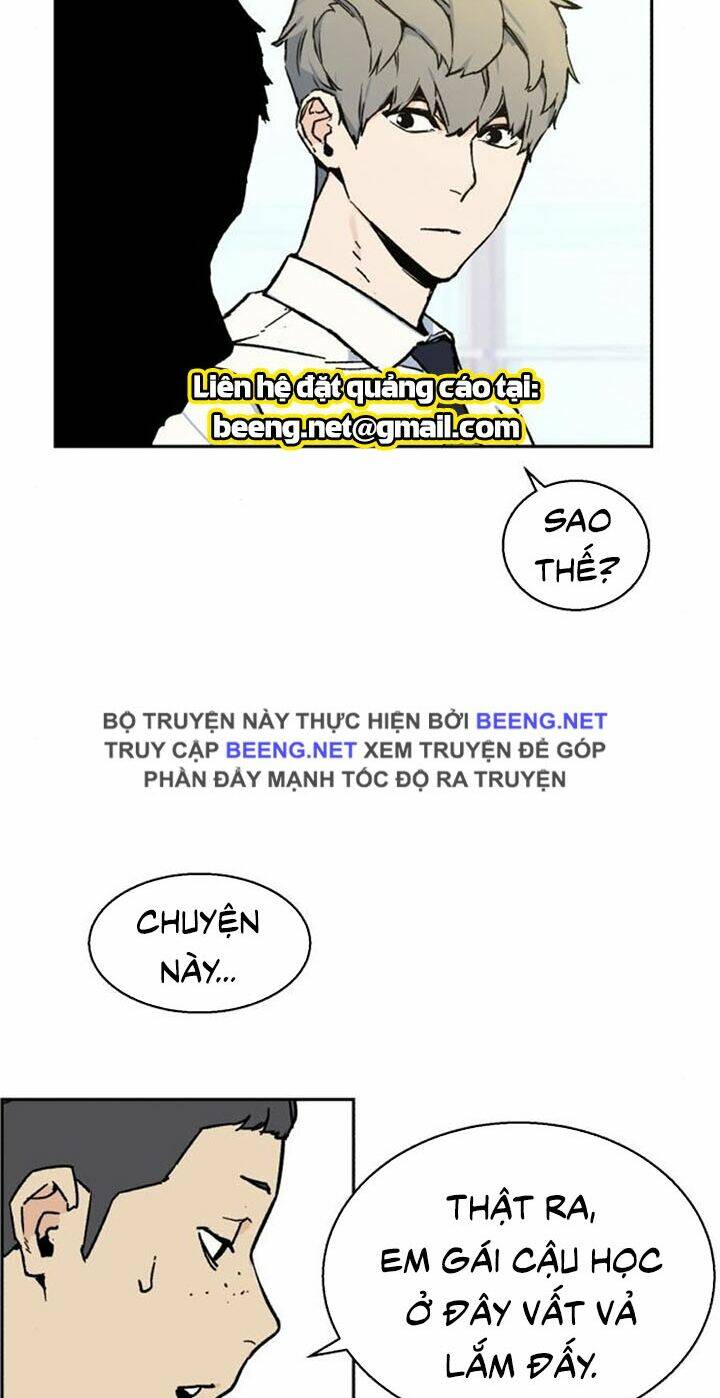 Liên hệ đặt quảng cáo tại:
beeng.net@gmail.com
SAO
THẾ?
BỘ TRUYỆN NÀY THỰC HIỆN BỞI BEENG.NET
TRUY CẬP BEENG.NET XEM TRUYỆN ĐỂ GÓP
PHẦN ĐẨY MẠNH TỐC ĐỘ RA TRUYỆN
CHUYỆN
NÀY...
THẬT RA,
EM GÁI CẬU HỌC
Ở ĐÂY VẤT VẢ
LẮM ĐẤY.